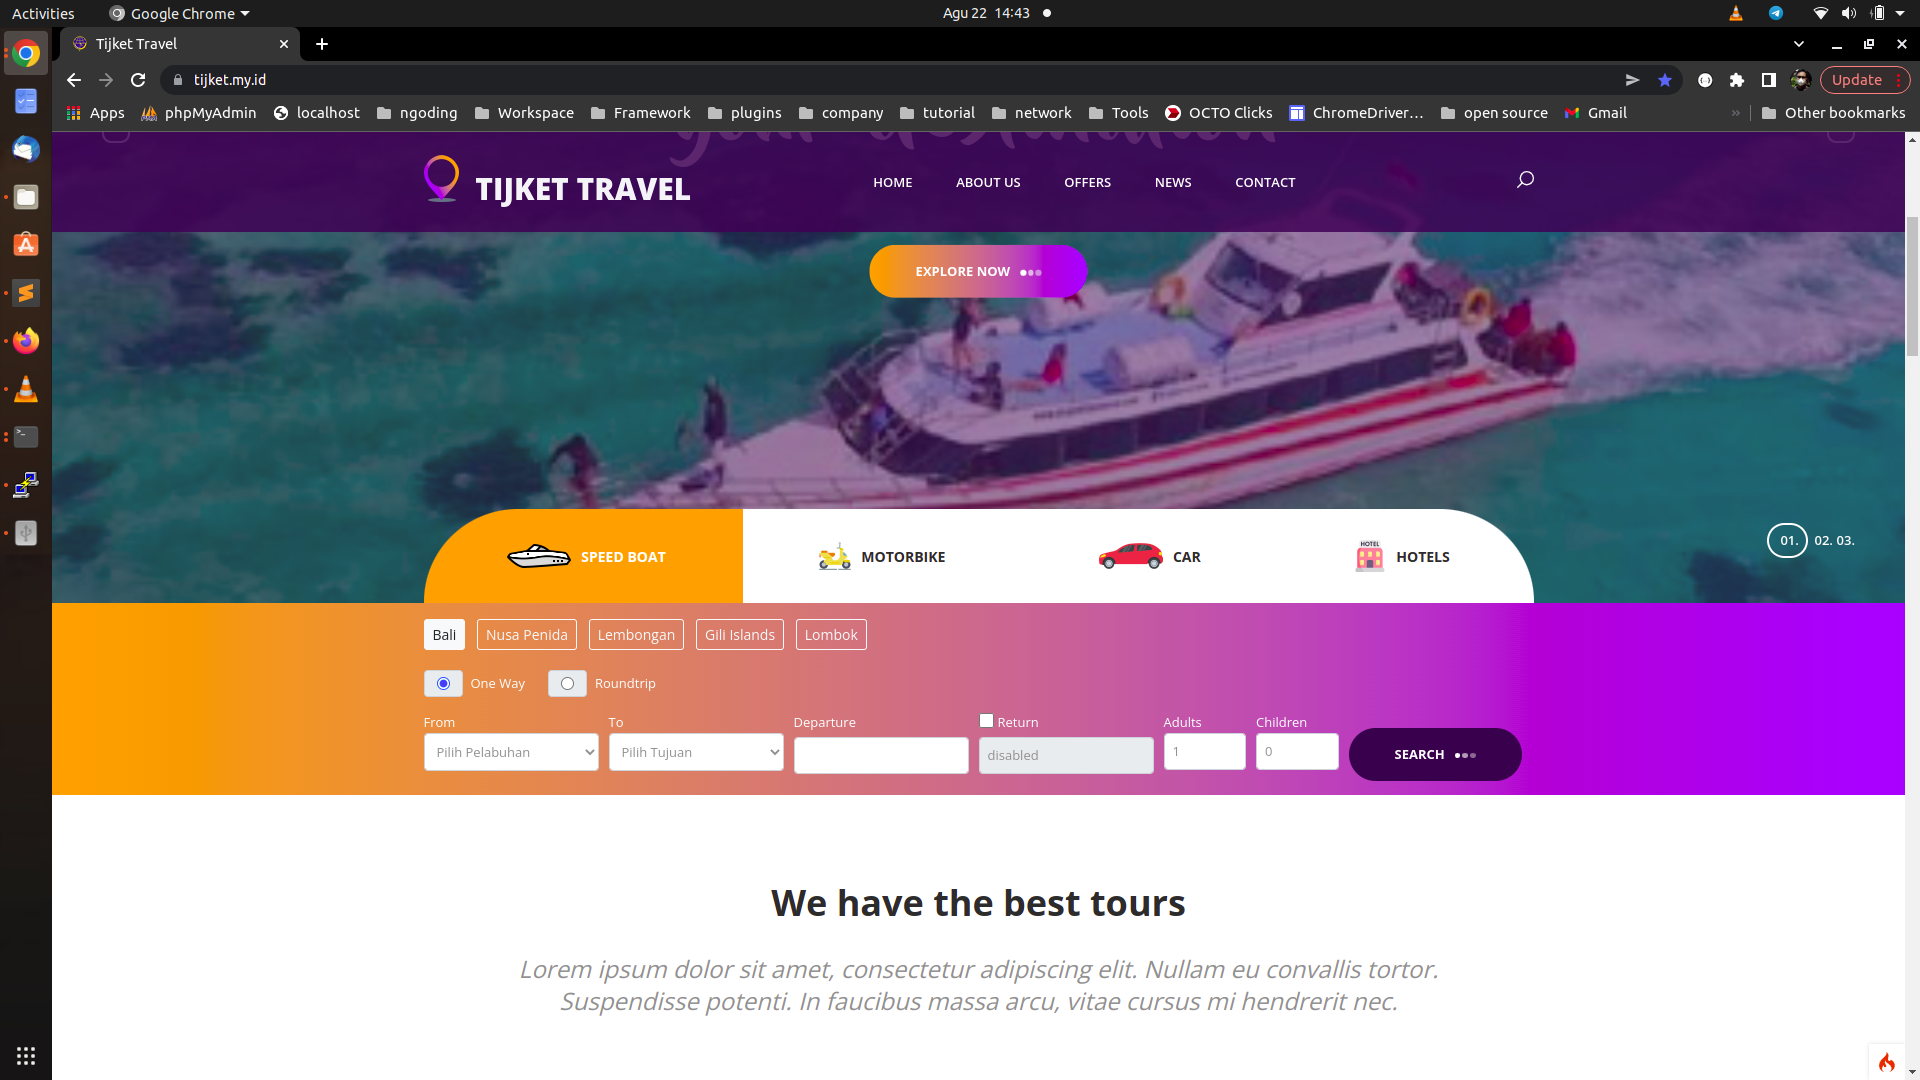 Activities
Google Chrome
Agu 22 14:43
Tijket Travel
tijket.my.id
Update
Apps
phpMyAdmin
localhost
ngoding
Workspace
Framework
plugins
company
tutorial
network
Tools
OCTO Clicks
ChromeDriver...
open source
Gmail
»
Other bookmarks
TIJKET TRAVEL
HOME
ABOUT US
OFFERS
NEWS
CONTACT
EXPLORE NOW
SPEED BOAT
MOTORBIKE
CAR
HOTEL
HOTELS
01. 02. 03.
Bali
Nusa Penida
Lembongan
Gili Islands
Lombok
One Way
Roundtrip
From
To
Departure
Return
Adults
Children
Pilih Pelabuhan
Pilih Tujuan
disabled
1
0
SEARCH
We have the best tours
Lorem ipsum dolor sit amet, consectetur adipiscing elit. Nullam eu convallis tortor.
Suspendisse potenti. In faucibus massa arcu, vitae cursus mi hendrerit nec.